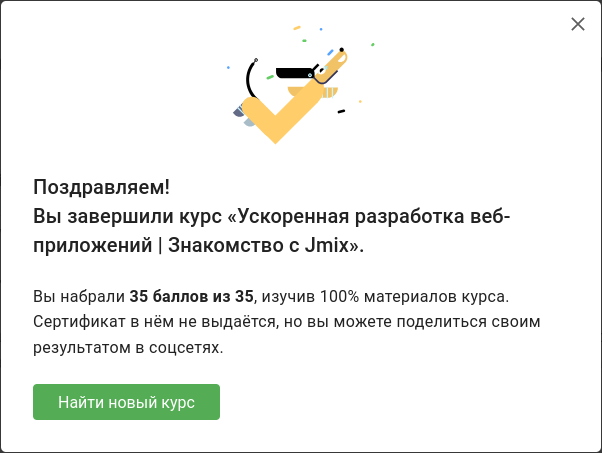 Поздравляем!
Вы завершили курс «Ускоренная разработка веб-
приложений | Знакомство с Jmix».
Вы набрали 35 баллов из 35, изучив 100% материалов курса.
Сертификат в нём не выдаётся, но вы можете поделиться своим
результатом в соцсетях.
Найти новый курс